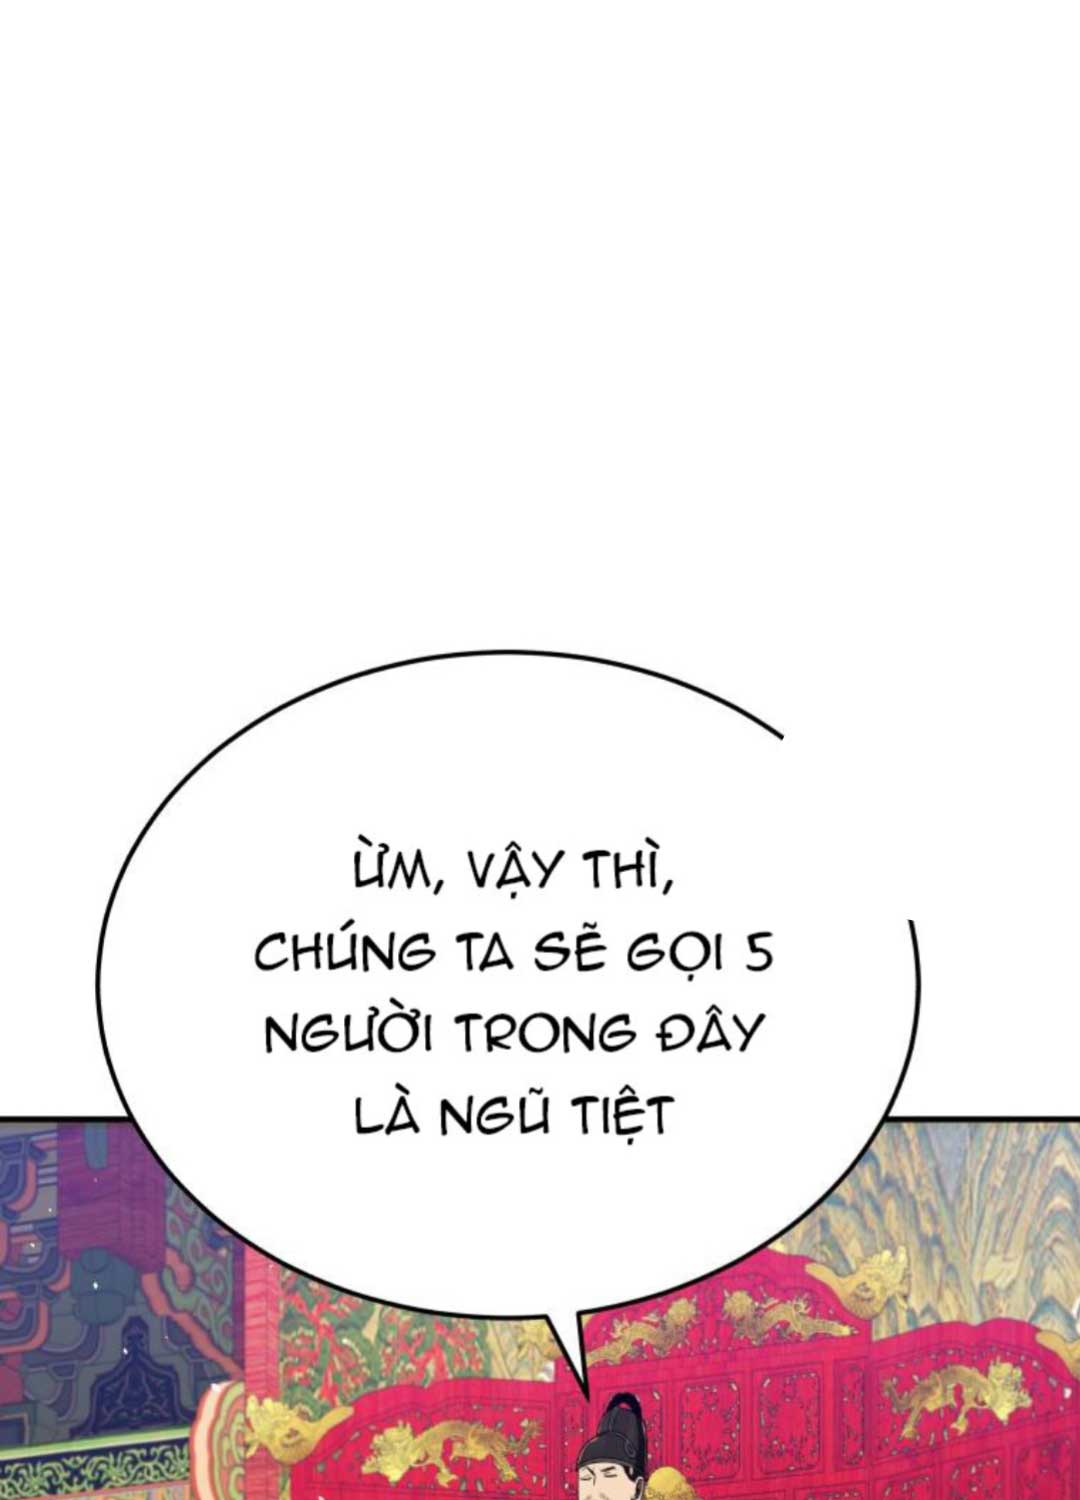 ỪM, VẬY THÌ,
CHÚNG TA SẼ GỌI 5
NGƯỜI TRONG ĐÂY
LÀ NGŨ TIỆT